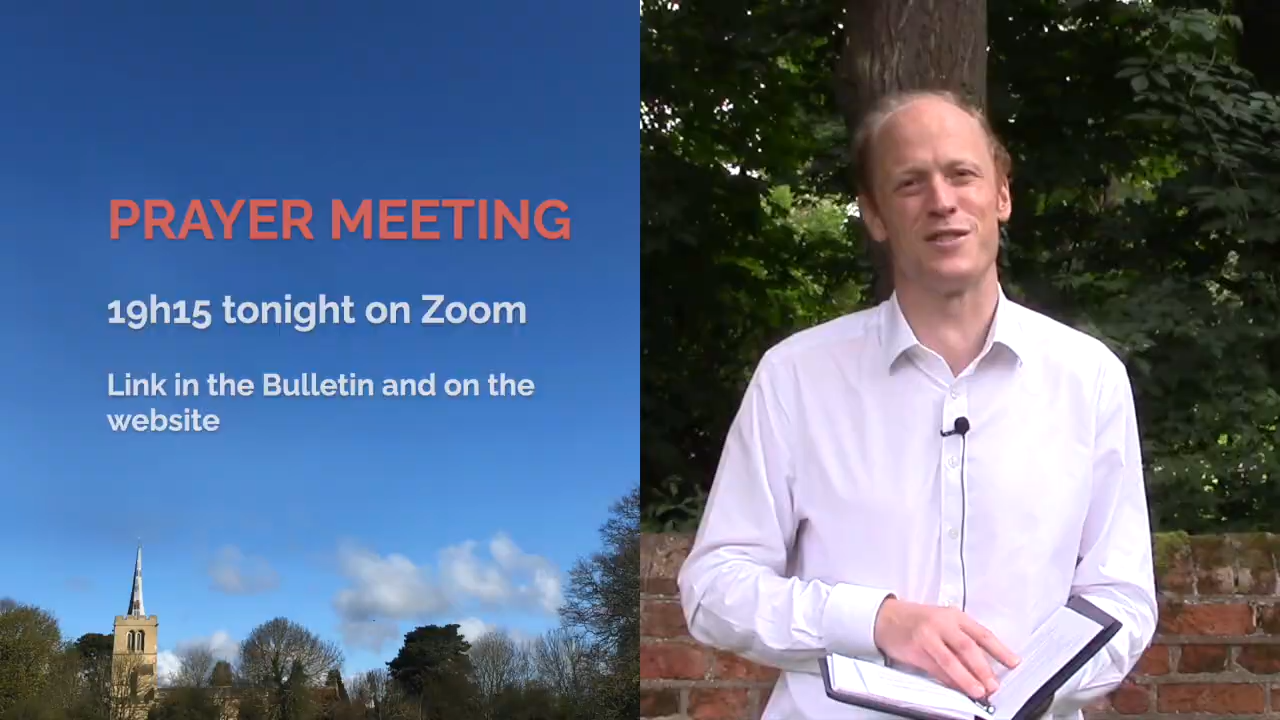 PRAYER MEETING
19h15 tonight on Zoom
Link in the Bulletin and on the
website